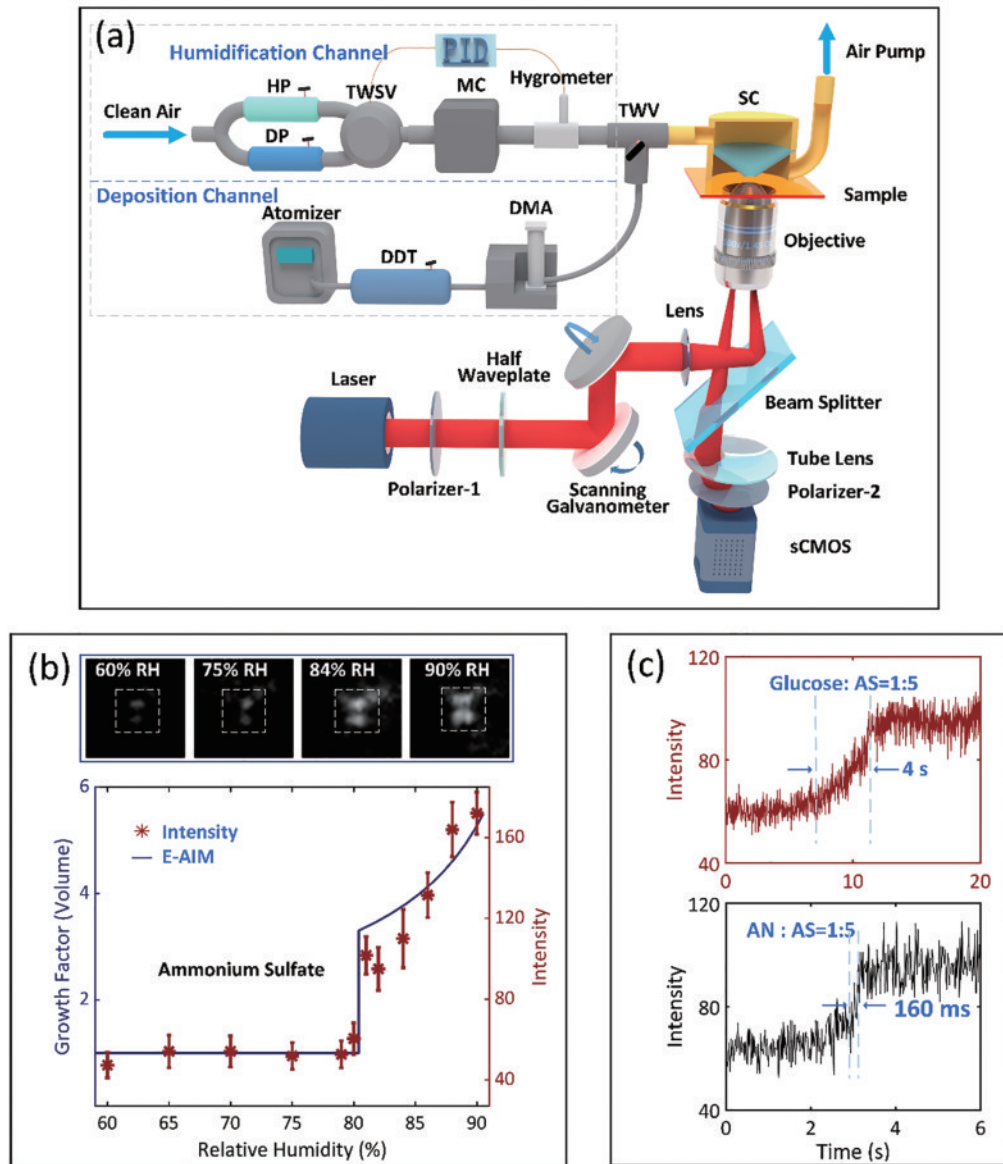 (a)
Humidification Channel
PID
Air Pump
HP
TWSV
MC
Hygrometer
Clean Air
TWV
SC
DP
Deposition Channel
Sample
Atomizer
DMA
Objective
DDT
Lens
Laser
Half
Waveplate
Beam Splitter
Tube Lens
Polarizer-1
Scanning
Galvanometer
Polarizer-2
sCMOS
(b)
60% RH
75% RH
84% RH
90% RH
6
4
2
Growth Factor (Volume)
Intensity
E-AIM
Ammonium Sulfate
160
120
80
40
Intensity
60
65
70
75
80
85
90
Relative Humidity (%)
(c)
120
80
40
Intensity
Glucose: AS=1:5
4 s
0
10
20
120
80
40
Intensity
AN : AS=1:5
160 ms
0
2
4
6
Time (s)